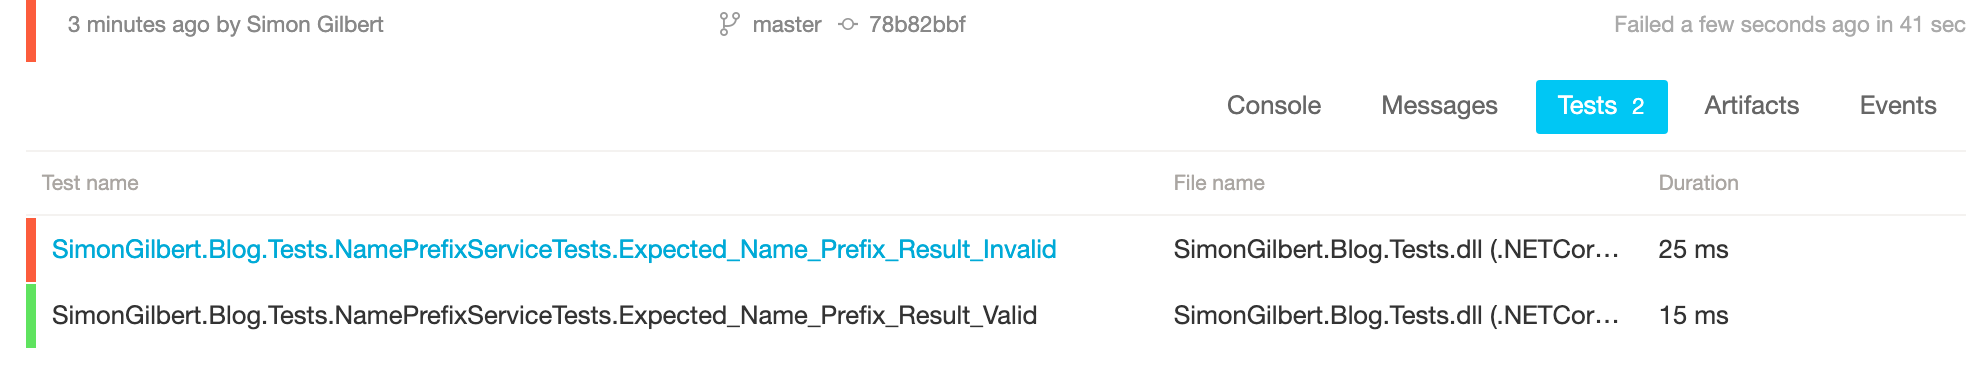 3 minutes ago by Simon Gilbert master 78b82bbf Failed a few seconds ago in 41 sec
Console Messages Tests 2 Artifacts Events
Test name File name Duration
SimonGilbert.Blog.Tests.NamePrefixServiceTests.Expected_Name_Prefix_Result_Invalid SimonGilbert.Blog.Tests.dll (.NETCor... 25 ms
SimonGilbert.Blog.Tests.NamePrefixServiceTests.Expected_Name_Prefix_Result_Valid SimonGilbert.Blog.Tests.dll (.NETCor... 15 ms